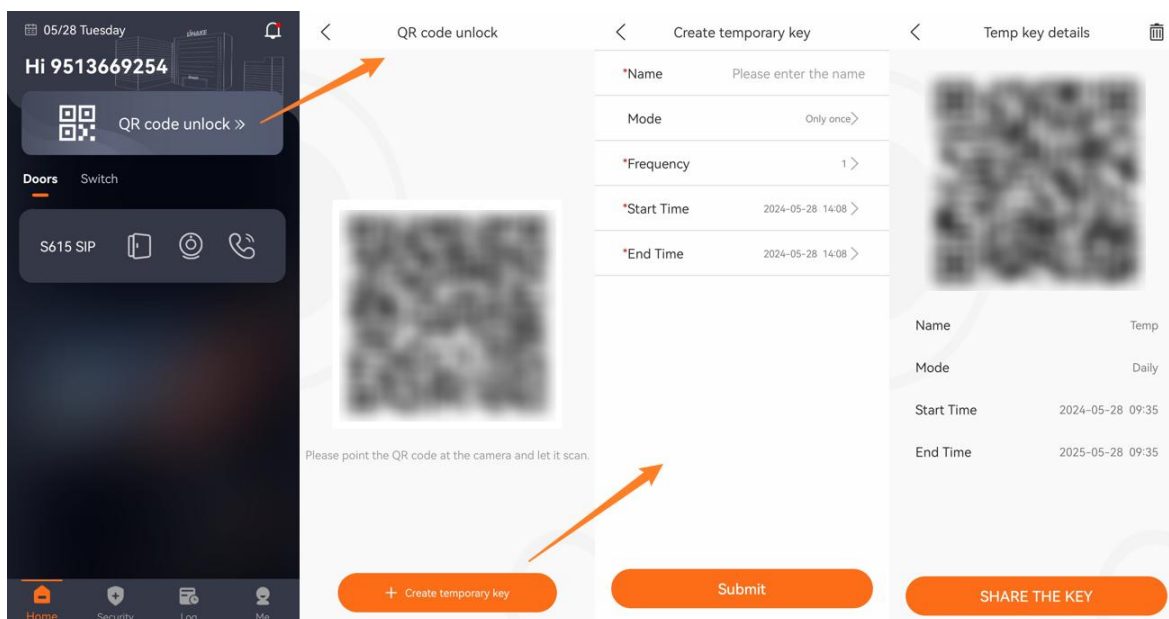 05/28 Tuesday
Hi 9513669254
QR code unlock »
Doors Switch
S615 SIP
Home Security Log Me
QR code unlock
Please point the QR code at the camera and let it scan.
+ Create temporary key
Create temporary key
*Name Please enter the name
Mode Only once>
*Frequency 1 >
*Start Time 2024-05-28 14:08 >
*End Time 2024-05-28 14:08 >
Submit
Temp key details
Name Temp
Mode Daily
Start Time 2024-05-28 09:35
End Time 2025-05-28 09:35
SHARE THE KEY